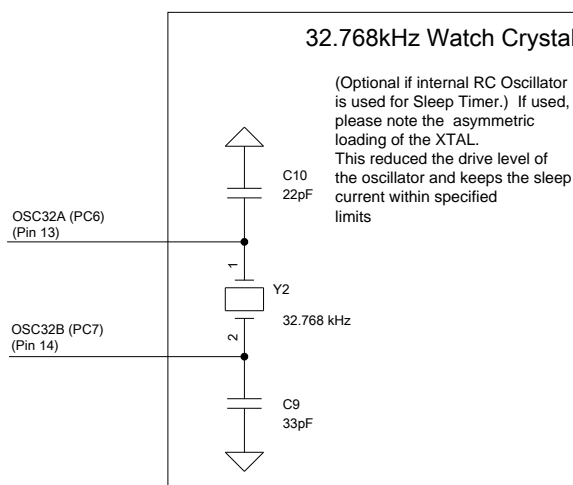 32.768kHz Watch Crystal
(Optional if internal RC Oscillator
is used for Sleep Timer.) If used,
please note the asymmetric
loading of the XTAL.
This reduced the drive level of
the oscillator and keeps the sleep
current within specified
limits
C10
22pF
OSC32A (PC6)
(Pin 13)
1
Y2
32.768 kHz
2
OSC32B (PC7)
(Pin 14)
C9
33pF